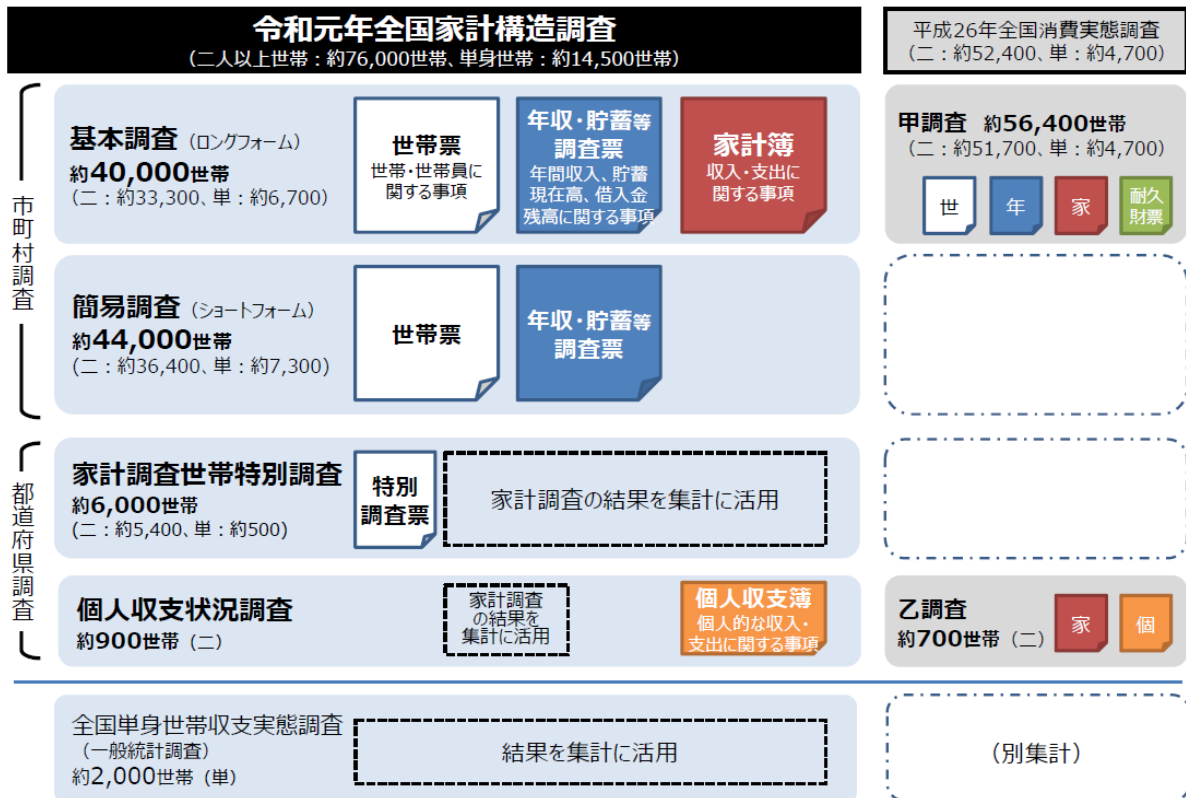 令和元年全国家計構造調査
(二人以上世帯：約76,000世帯、単身世帯：約14,500世帯)
平成26年全国消費実態調査
(二：約52,400、単：約4,700)
市町村調査
基本調査（ロングフォーム）
約40,000世帯
(二：約33,300、単：約6,700)
世帯票
世帯・世帯員に
関する事項
年収・貯蓄等
調査票
年間収入、貯蓄
現在高、借入金
残高に関する事項
家計簿
収入・支出に
関する事項
甲調査 約56,400世帯
(二：約51,700、単：約4,700)
世
年
家
耐久
財票
簡易調査（ショートフォーム）
約44,000世帯
(二：約36,400、単：約7,300)
世帯票
年収・貯蓄等
調査票
都道府県調査
家計調査世帯特別調査
約6,000世帯
(二：約5,400、単：約500)
特別
調査票
家計調査の結果を集計に活用
個人収支状況調査
約900世帯（二）
家計調査
の結果を
集計に活用
個人収支簿
個人的な収入・
支出に関する事項
乙調査
約700世帯（二）
家
個
全国単身世帯収支実態調査
（一般統計調査）
約2,000世帯（単）
結果を集計に活用
（別集計）